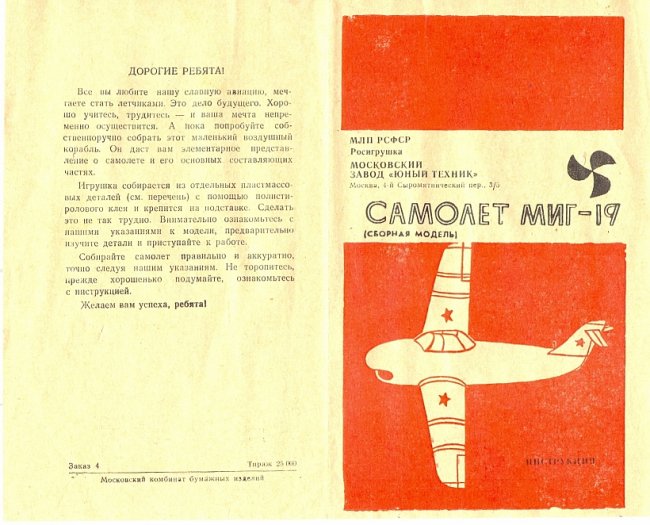 ДОРОГИЕ РЕБЯТА!
Все вы любите нашу славную авиацию, меч-
таете стать летчиками. Это дело будущего. Хоро-
шо учитесь, трудитесь — и ваша мечта непре-
менно осуществится. А пока попробуйте соб-
ственноручно собрать этот маленький воздушный
корабль. Он даст вам элементарное представ-
ление о самолете и его основных составляющих
частях.
Игрушка собирается из отдельных пластмассо-
вых деталей (см. перечень) с помощью полисти-
ролового клея и крепится на подставке. Сделать
это не так трудно. Внимательно ознакомьтесь с
нашими указаниями к модели, предварительно
изучите детали и приступайте к работе.
Собирайте самолет правильно и аккуратно,
точно следуя нашим указаниям. Не торопитесь,
прежде хорошенько подумайте, ознакомьтесь
с инструкцией.
Желаем вам успеха, ребята!
Заказ 4 Тираж 25 000
Московский комбинат бумажных изделий
МЛП РСФСР
Росигрушка
МОСКОВСКИЙ
ЗАВОД «ЮНЫЙ ТЕХНИК»
Москва, 4-й Сыромятнический пер., 3/5
САМОЛЕТ МИГ-19
(СБОРНАЯ МОДЕЛЬ)
ИНСТРУКЦИЯ